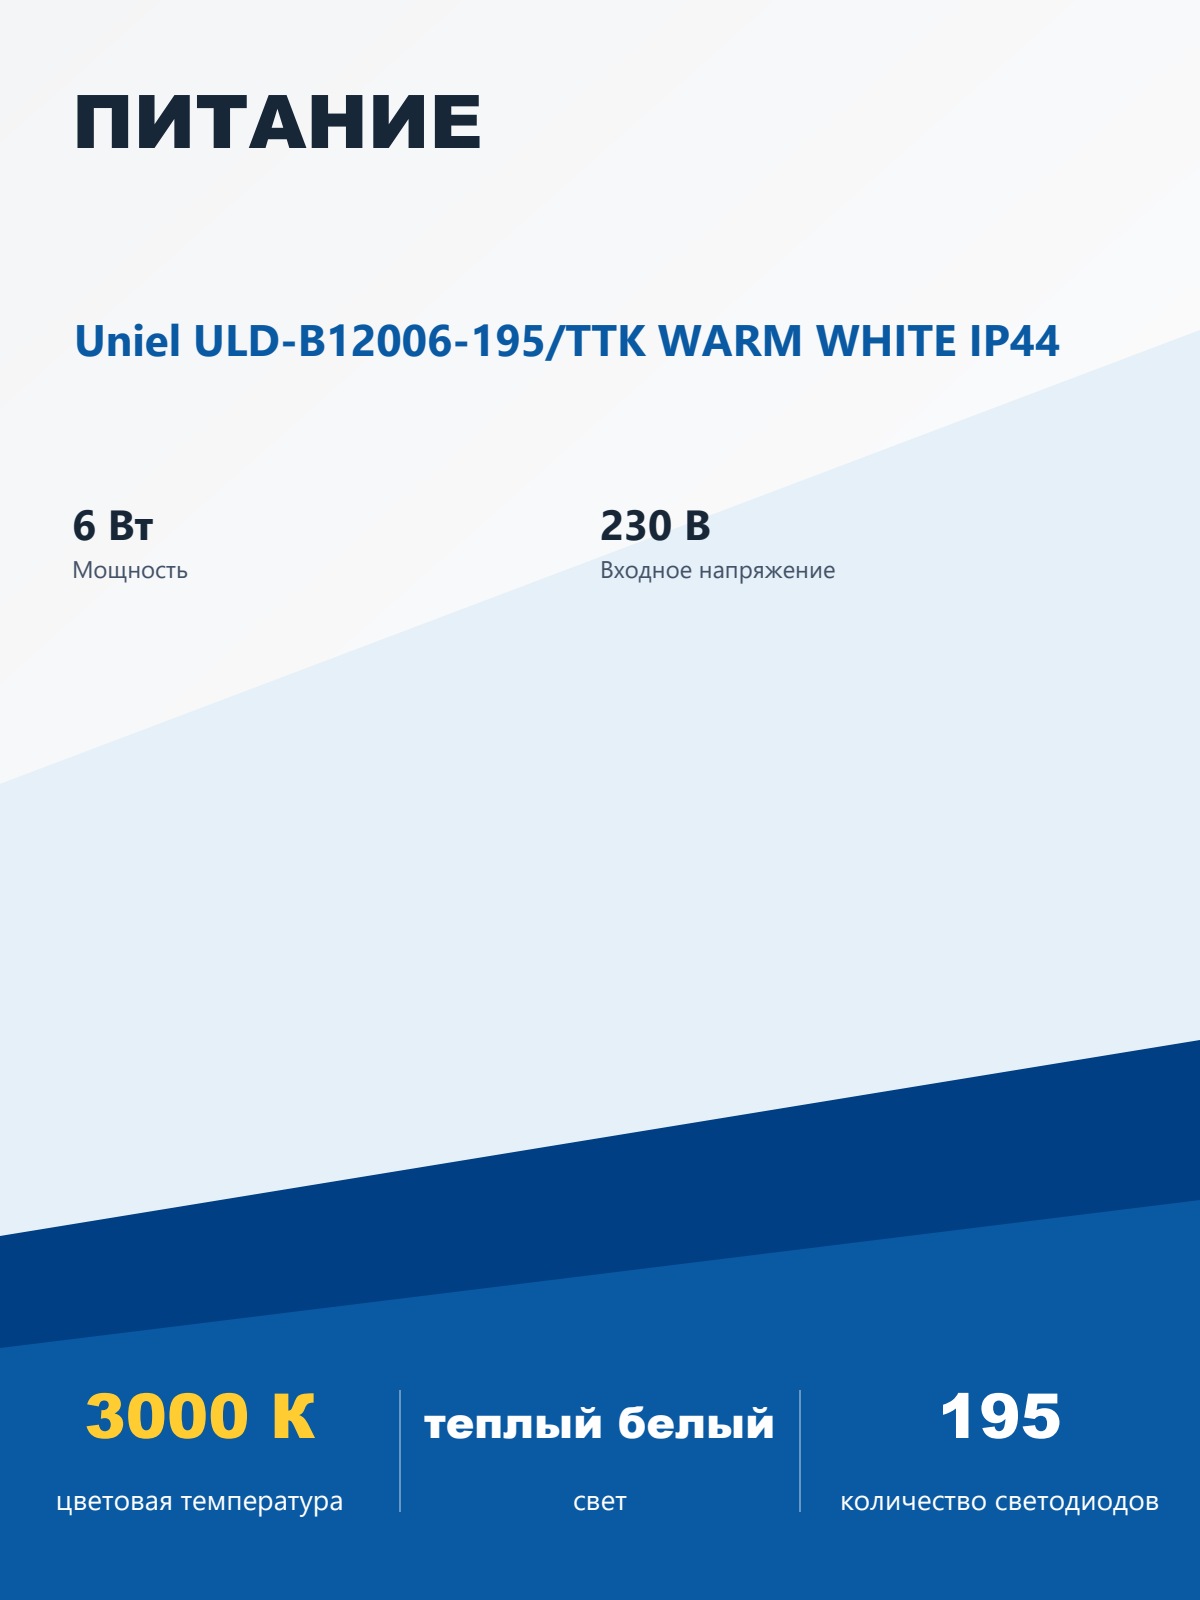 ПИТАНИЕ
Uniel ULD-B12006-195/TTK WARM WHITE IP44
6 Вт
Мощность
230 В
Входное напряжение
3000 К
цветовая температура
теплый белый
свет
195
количество светодиодов